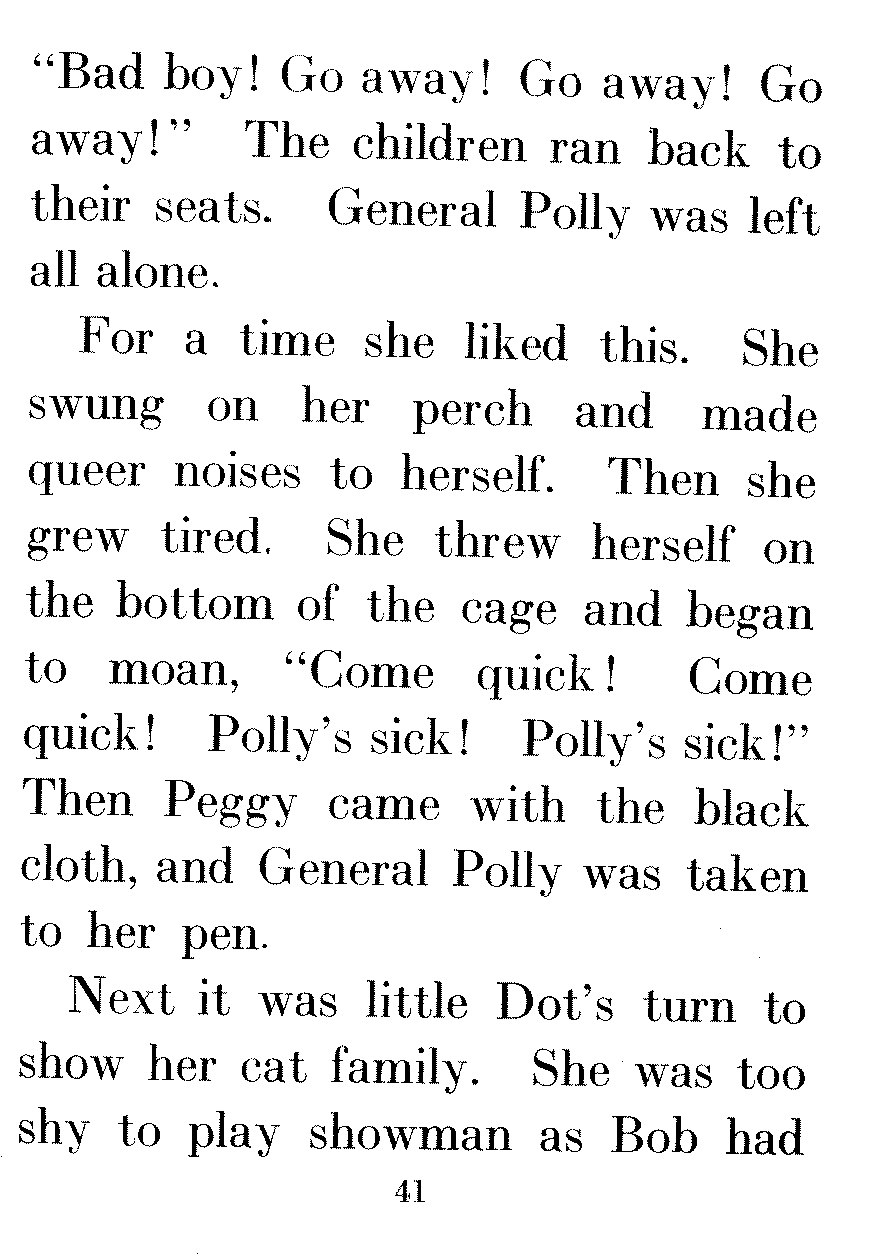 “Bad boy! Go away! Go away! Go
away!” The children ran back to
their seats. General Polly was left
all alone.
For a time she liked this. She
swung on her perch and made
queer noises to herself. Then she
grew tired. She threw herself on
the bottom of the cage and began
to moan, “Come quick! Come
quick! Polly’s sick! Polly’s sick!”
Then Peggy came with the black
cloth, and General Polly was taken
to her pen.
Next it was little Dot’s turn to
show her cat family. She was too
shy to play showman as Bob had
41